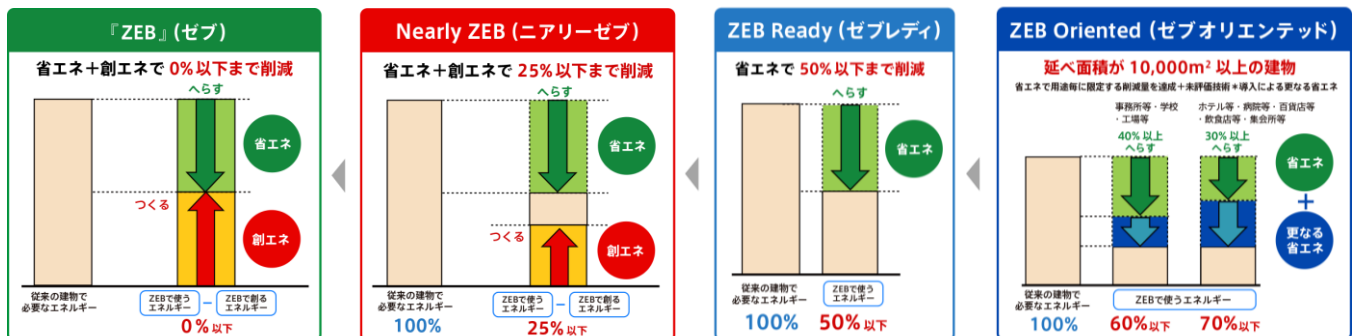 『ZEB』(ゼブ)
省エネ＋創エネで 0%以下まで削減
へらす
省エネ
つくる
創エネ
従来の建物で
必要なエネルギー
ZEBで使う
エネルギー
－
ZEBで創る
エネルギー
0%以下
Nearly ZEB(ニアリーゼブ)
省エネ＋創エネで 25%以下まで削減
へらす
省エネ
つくる
創エネ
従来の建物で
必要なエネルギー
100%
ZEBで使う
エネルギー
－
ZEBで創る
エネルギー
25%以下
ZEB Ready(ゼブレディ)
省エネで 50%以下まで削減
へらす
省エネ
従来の建物で
必要なエネルギー
100%
ZEBで使う
エネルギー
50%以下
ZEB Oriented(ゼブオリエンテッド)
延べ面積が 10,000m² 以上の建物
省エネで用途毎に限定する削減量を達成＋未評価技術＊導入による更なる省エネ
事務所等・学校
・工場等
40%以上
へらす
ホテル等・病院等・百貨店等
・飲食店等・集会所等
30%以上
へらす
省エネ
+
更なる
省エネ
従来の建物で
必要なエネルギー
100%
ZEBで使うエネルギー
60%以下
70%以下